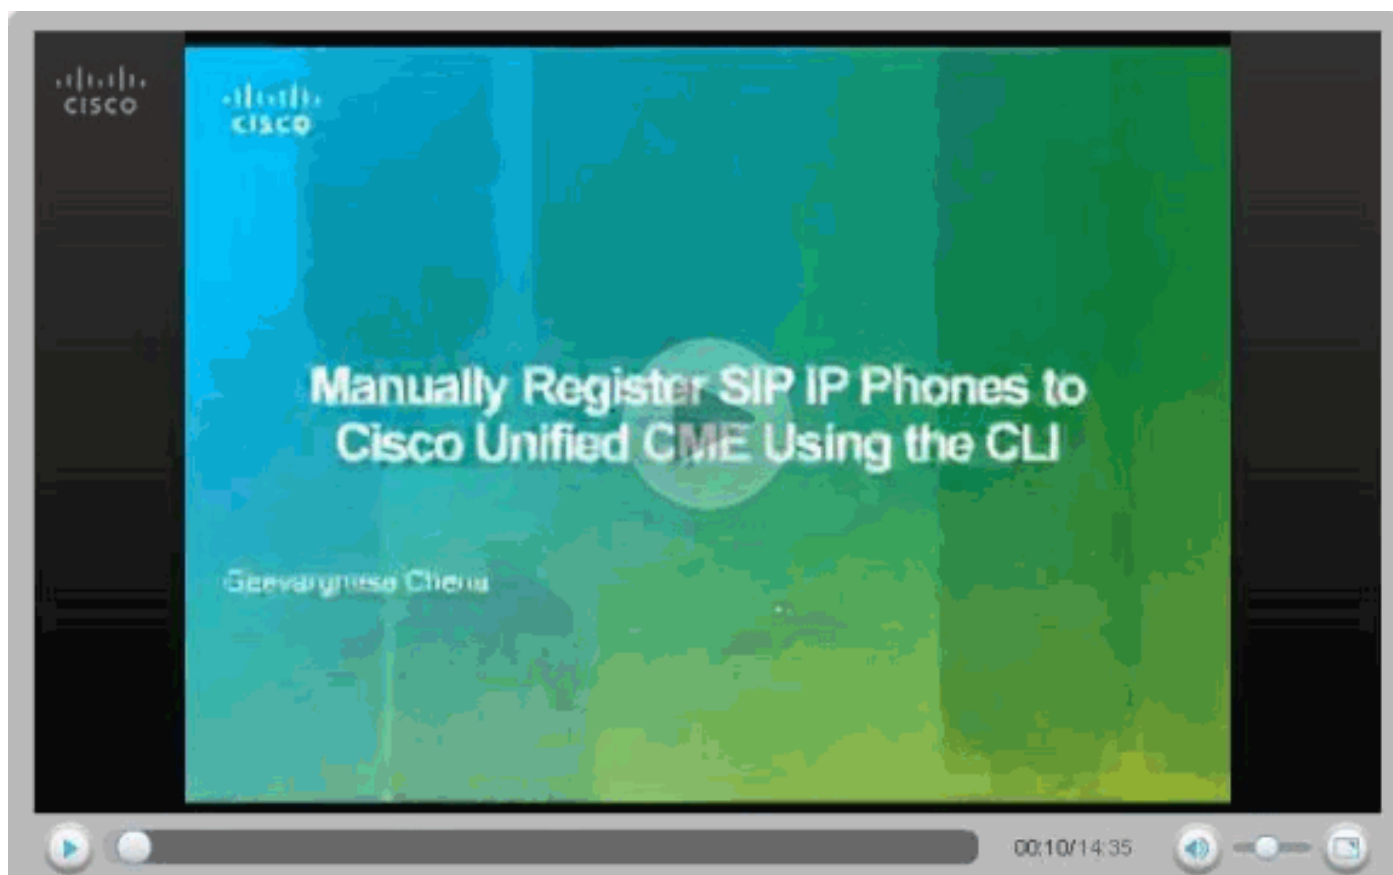 CISCO
CISCO
Manually Register SIP IP Phones to
Cisco Unified CME Using the CLI
00:10/14:35